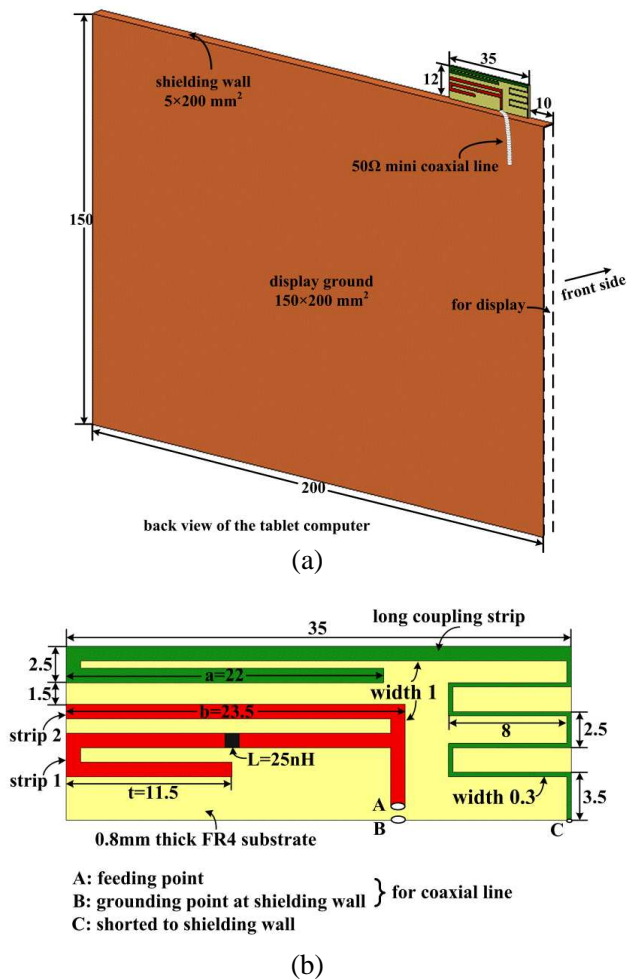 35
12
shielding wall
5×200 mm²
10
50Ω mini coaxial line
150
display ground
150×200 mm²
front side
for display
200
back view of the tablet computer
(a)
long coupling strip
35
2.5
a=22
width 1
1.5
b=23.5
strip 2
8
2.5
L=25nH
strip 1
t=11.5
A
width 0.3
3.5
B
C
0.8mm thick FR4 substrate
A: feeding point
B: grounding point at shielding wall
for coaxial line
C: shorted to shielding wall
(b)